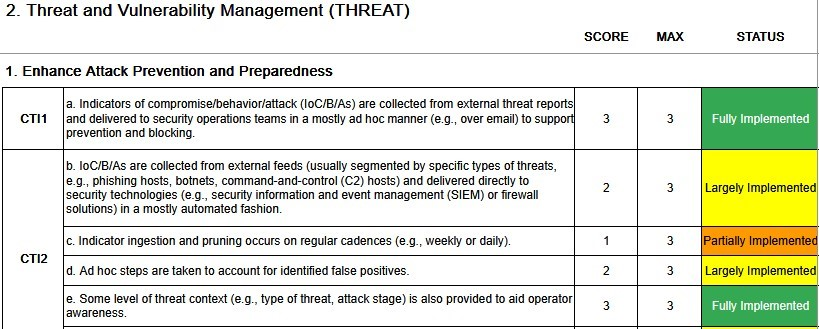 2. Threat and Vulnerability Management (THREAT)
SCORE MAX STATUS
1. Enhance Attack Prevention and Preparedness
CTI1
a. Indicators of compromise/behavior/attack (IoC/B/As) are collected from external threat reports
and delivered to security operations teams in a mostly ad hoc manner (e.g., over email) to support
prevention and blocking.
3 3 Fully Implemented
CTI2
b. IoC/B/As are collected from external feeds (usually segmented by specific types of threats,
e.g., phishing hosts, botnets, command-and-control (C2) hosts) and delivered directly to
security technologies (e.g., security information and event management (SIEM) or firewall
solutions) in a mostly automated fashion.
2 3 Largely Implemented
c. Indicator ingestion and pruning occurs on regular cadences (e.g., weekly or daily). 1 3 Partially Implemented
d. Ad hoc steps are taken to account for identified false positives. 2 3 Largely Implemented
e. Some level of threat context (e.g., type of threat, attack stage) is also provided to aid operator
awareness.
3 3 Fully Implemented